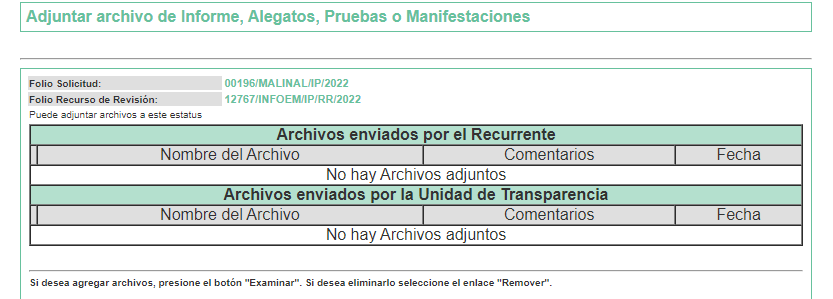 Adjuntar archivo de Informe, Alegatos, Pruebas o Manifestaciones
Folio Solicitud: 00196/MALINAL/IP/2022
Folio Recurso de Revisión: 12767/INFOEM/IP/RR/2022
Puede adjuntar archivos a este estatus
Archivos enviados por el Recurrente
Nombre del Archivo Comentarios Fecha
No hay Archivos adjuntos
Archivos enviados por la Unidad de Transparencia
Nombre del Archivo Comentarios Fecha
No hay Archivos adjuntos
Si desea agregar archivos, presione el botón "Examinar". Si desea eliminarlo seleccione el enlace "Remover".